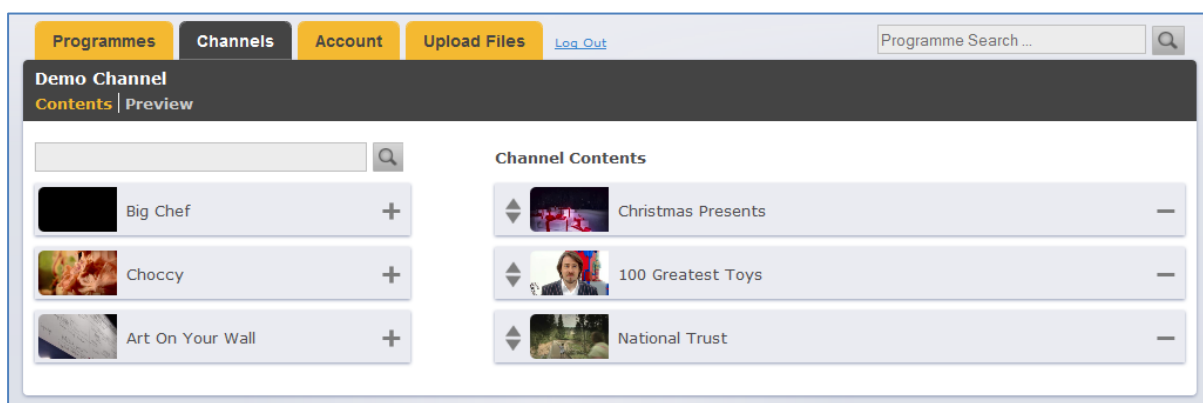 Programmes Channels Account Upload Files Log Out Programme Search ...
Demo Channel
Contents | Preview
Channel Contents
Big Chef
Choccy
Art On Your Wall
Christmas Presents
100 Greatest Toys
National Trust